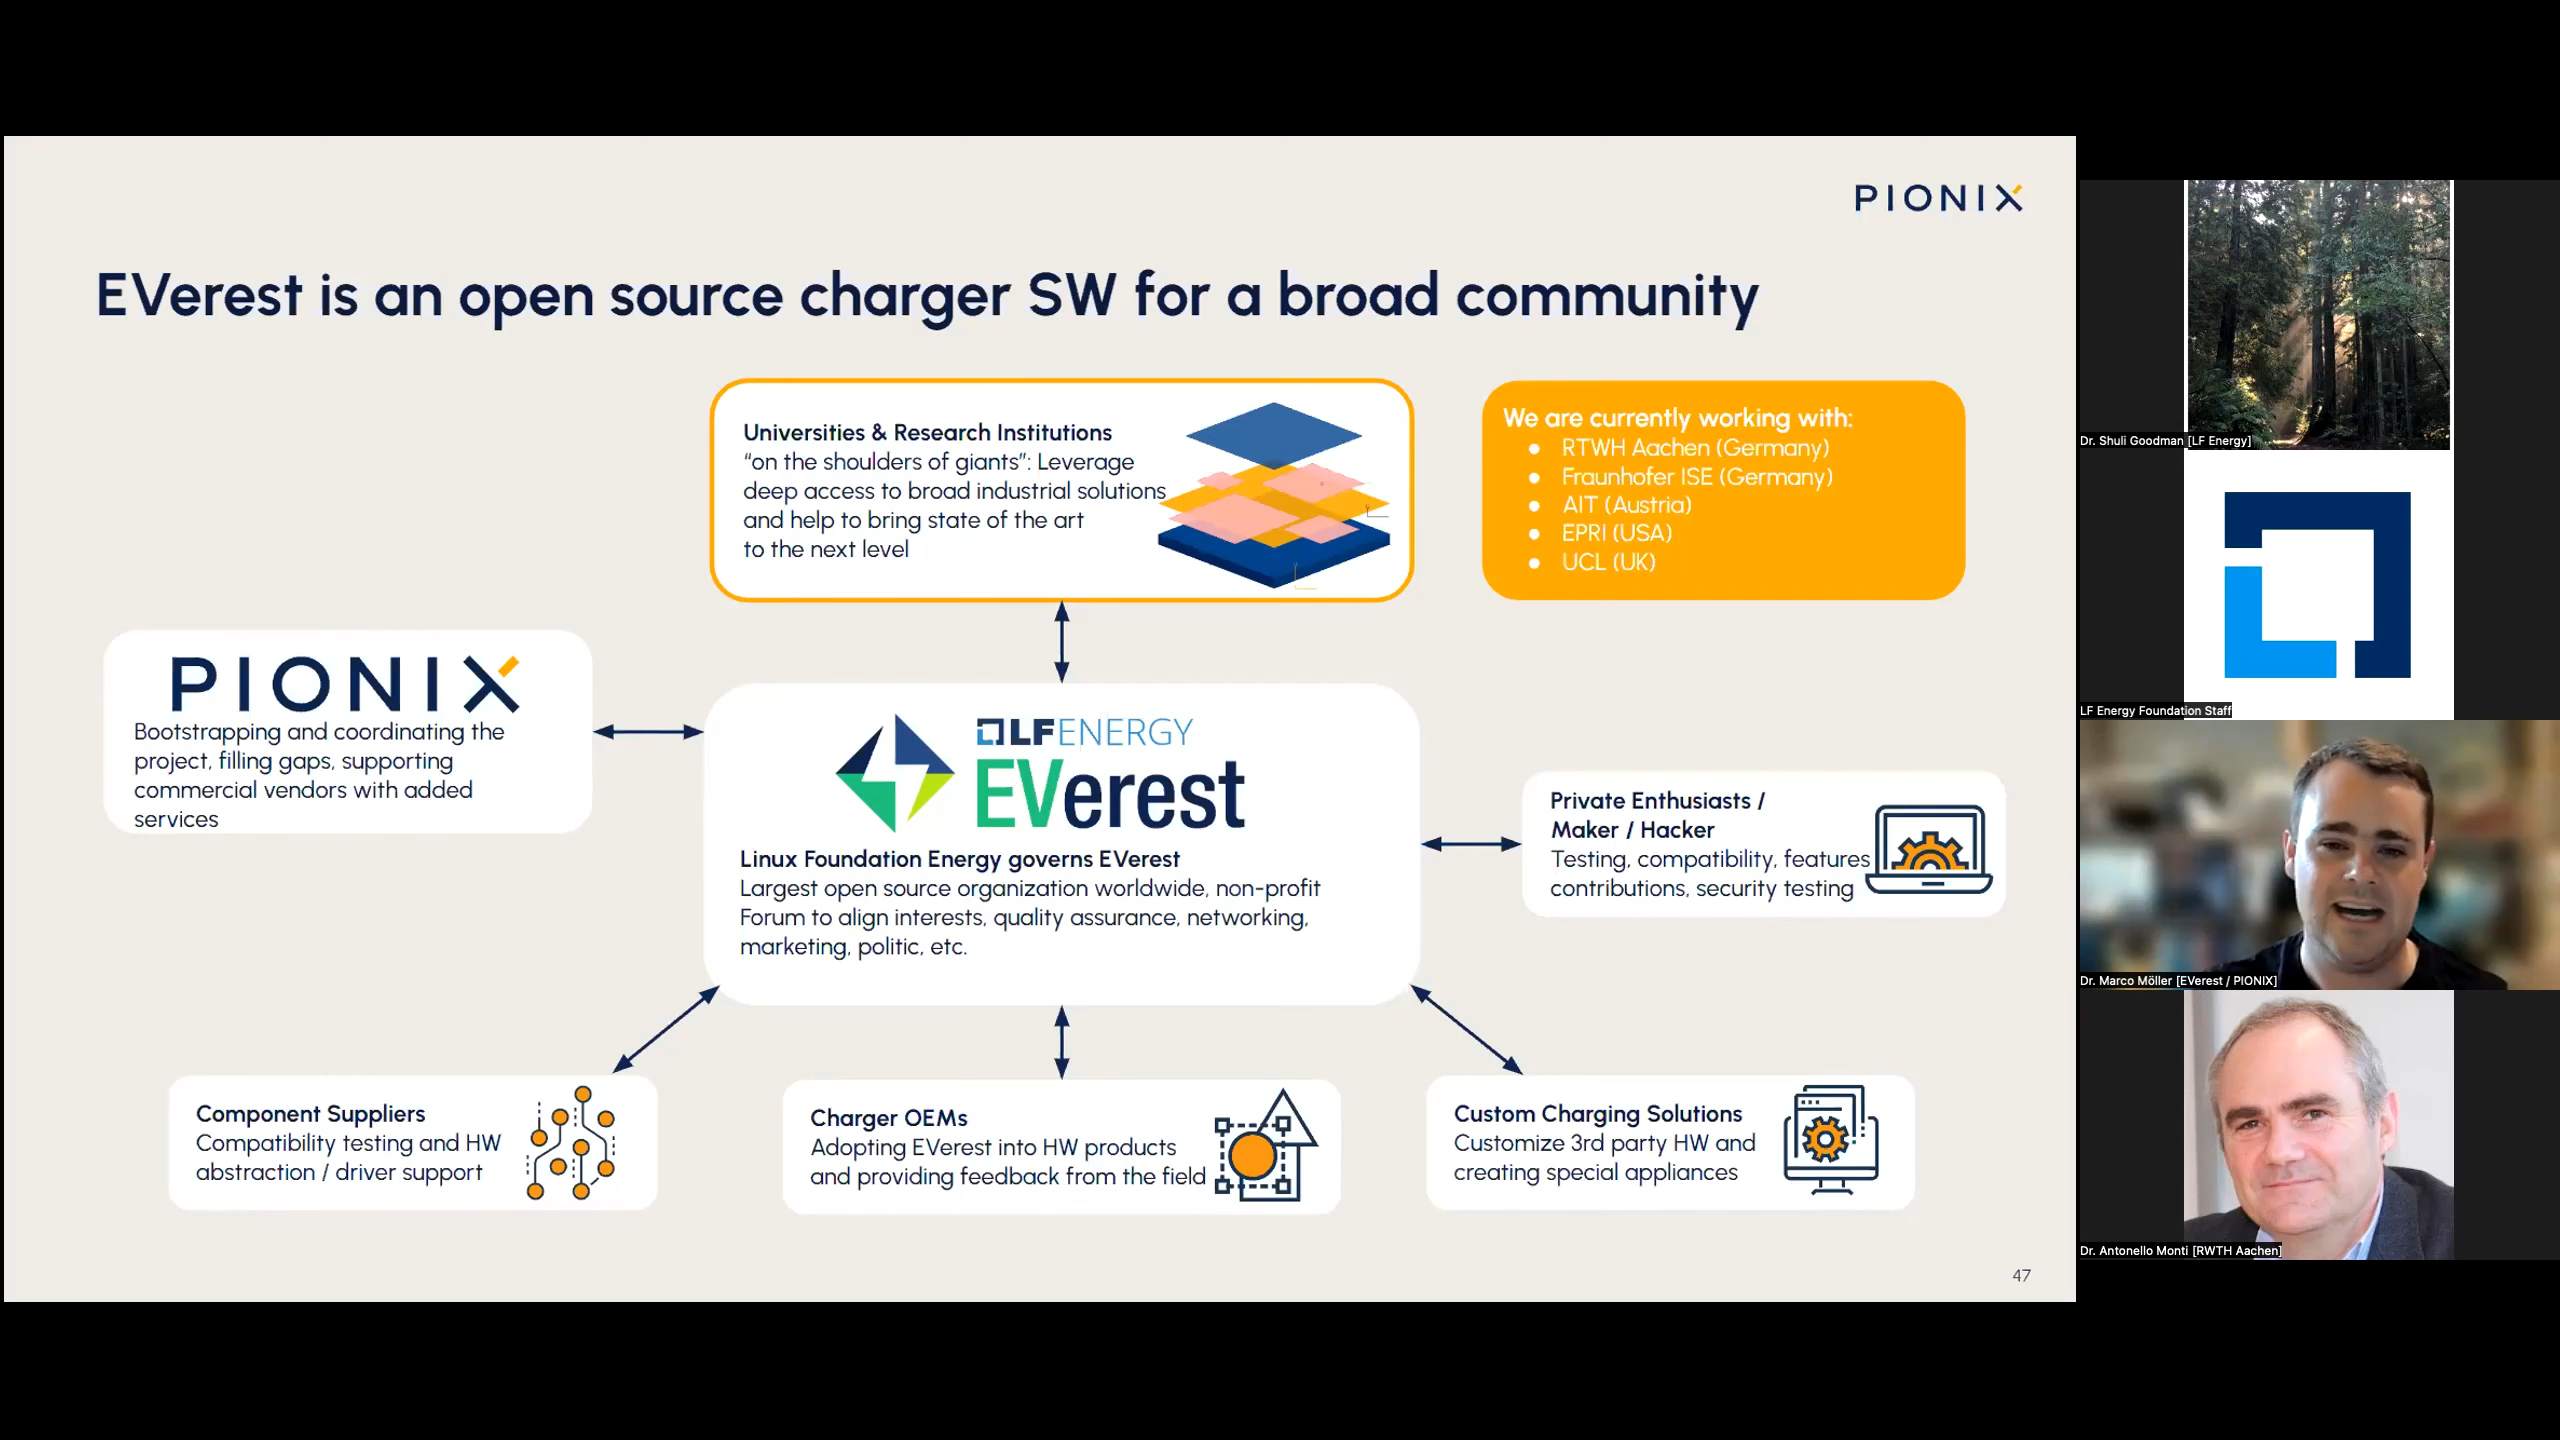 PIONIX
EVerest is an open source charger SW for a broad community
Universities & Research Institutions
“on the shoulders of giants”: Leverage
deep access to broad industrial solutions
and help to bring state of the art
to the next level
We are currently working with:
● RTWH Aachen (Germany)
● Fraunhofer ISE (Germany)
● AIT (Austria)
● EPRI (USA)
● UCL (UK)
PIONIX
Bootstrapping and coordinating the
project, filling gaps, supporting
commercial vendors with added
services
LFENERGY
EVerest
Linux Foundation Energy governs EVerest
Largest open source organization worldwide, non-profit
Forum to align interests, quality assurance, networking,
marketing, politic, etc.
Private Enthusiasts /
Maker / Hacker
Testing, compatibility, features
contributions, security testing
Component Suppliers
Compatibility testing and HW
abstraction / driver support
Charger OEMs
Adopting EVerest into HW products
and providing feedback from the field
Custom Charging Solutions
Customize 3rd party HW and
creating special appliances
47
Dr. Shuli Goodman [LF Energy]
LF Energy Foundation Staff
Dr. Marco Möller [EVerest / PIONIX]
Dr. Antonello Monti [RWTH Aachen]